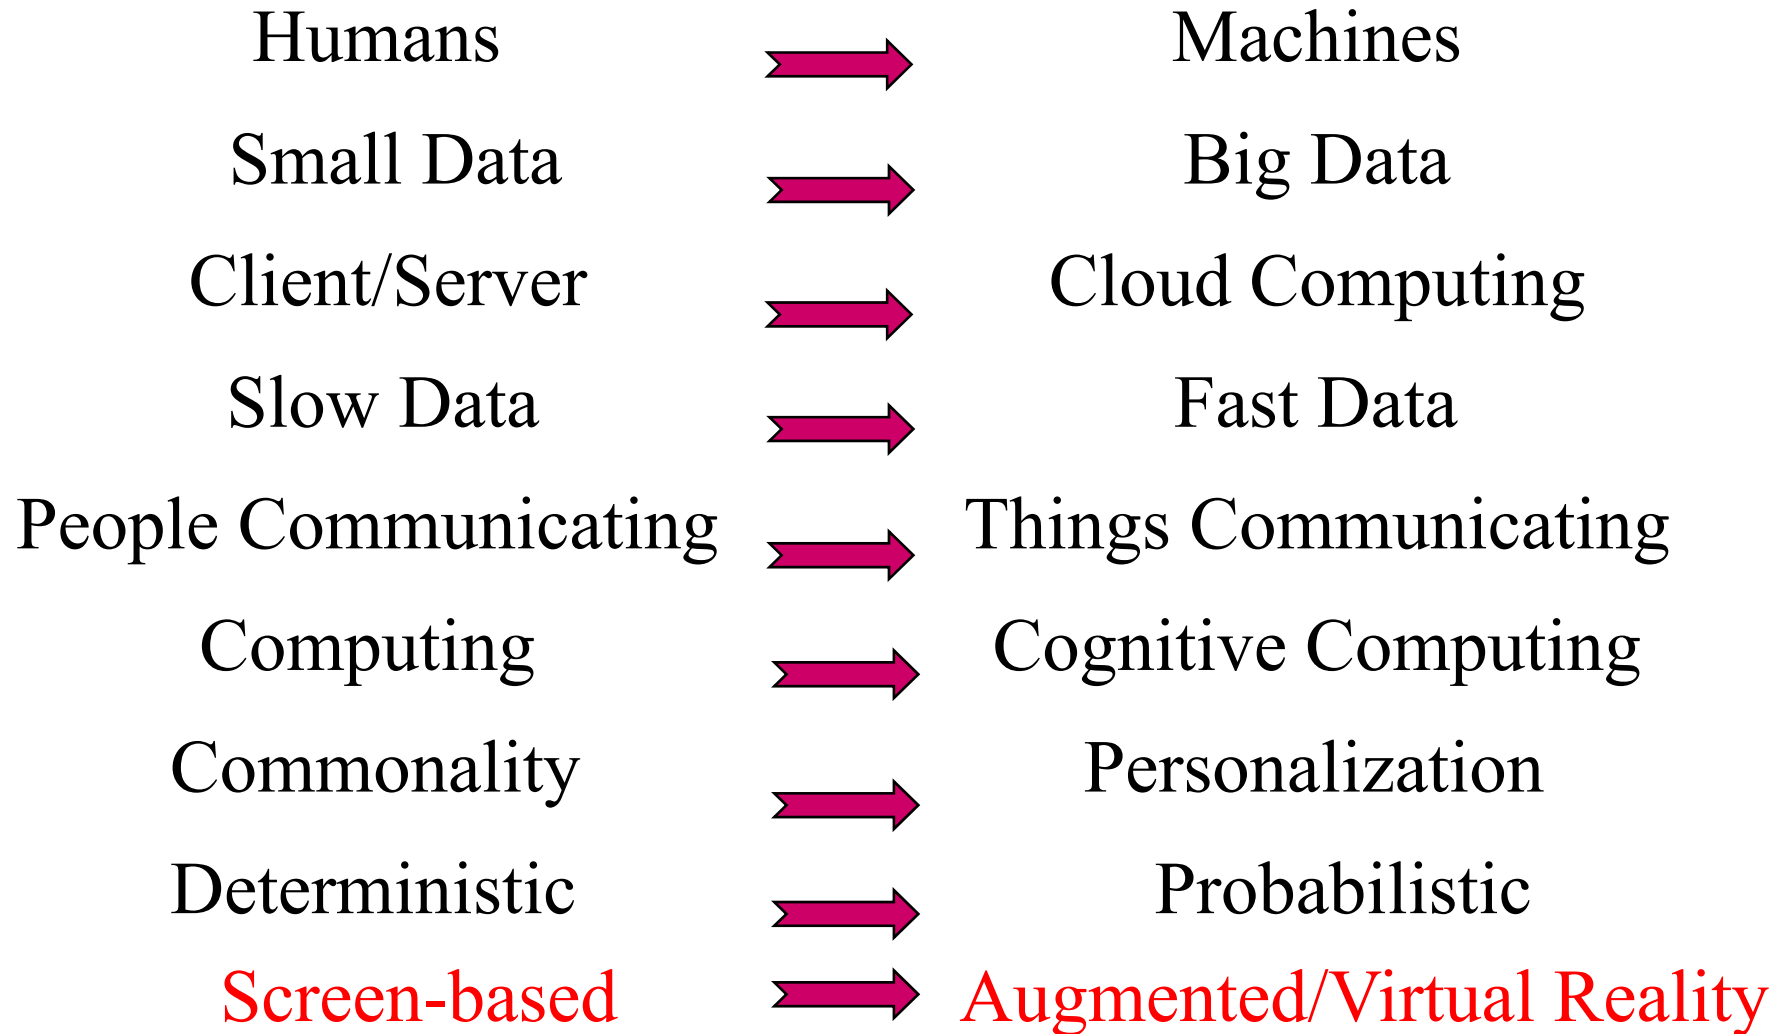 Humans Machines
Small Data Big Data
Client/Server Cloud Computing
Slow Data Fast Data
People Communicating Things Communicating
Computing Cognitive Computing
Commonality Personalization
Deterministic Probabilistic
Screen-based Augmented/Virtual Reality